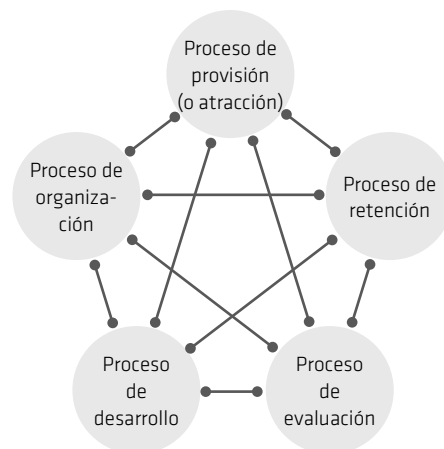 Proceso de
provisión
(o atracción)
Proceso de
organiza-
ción
Proceso de
retención
Proceso
de
desarrollo
Proceso
de
evaluación